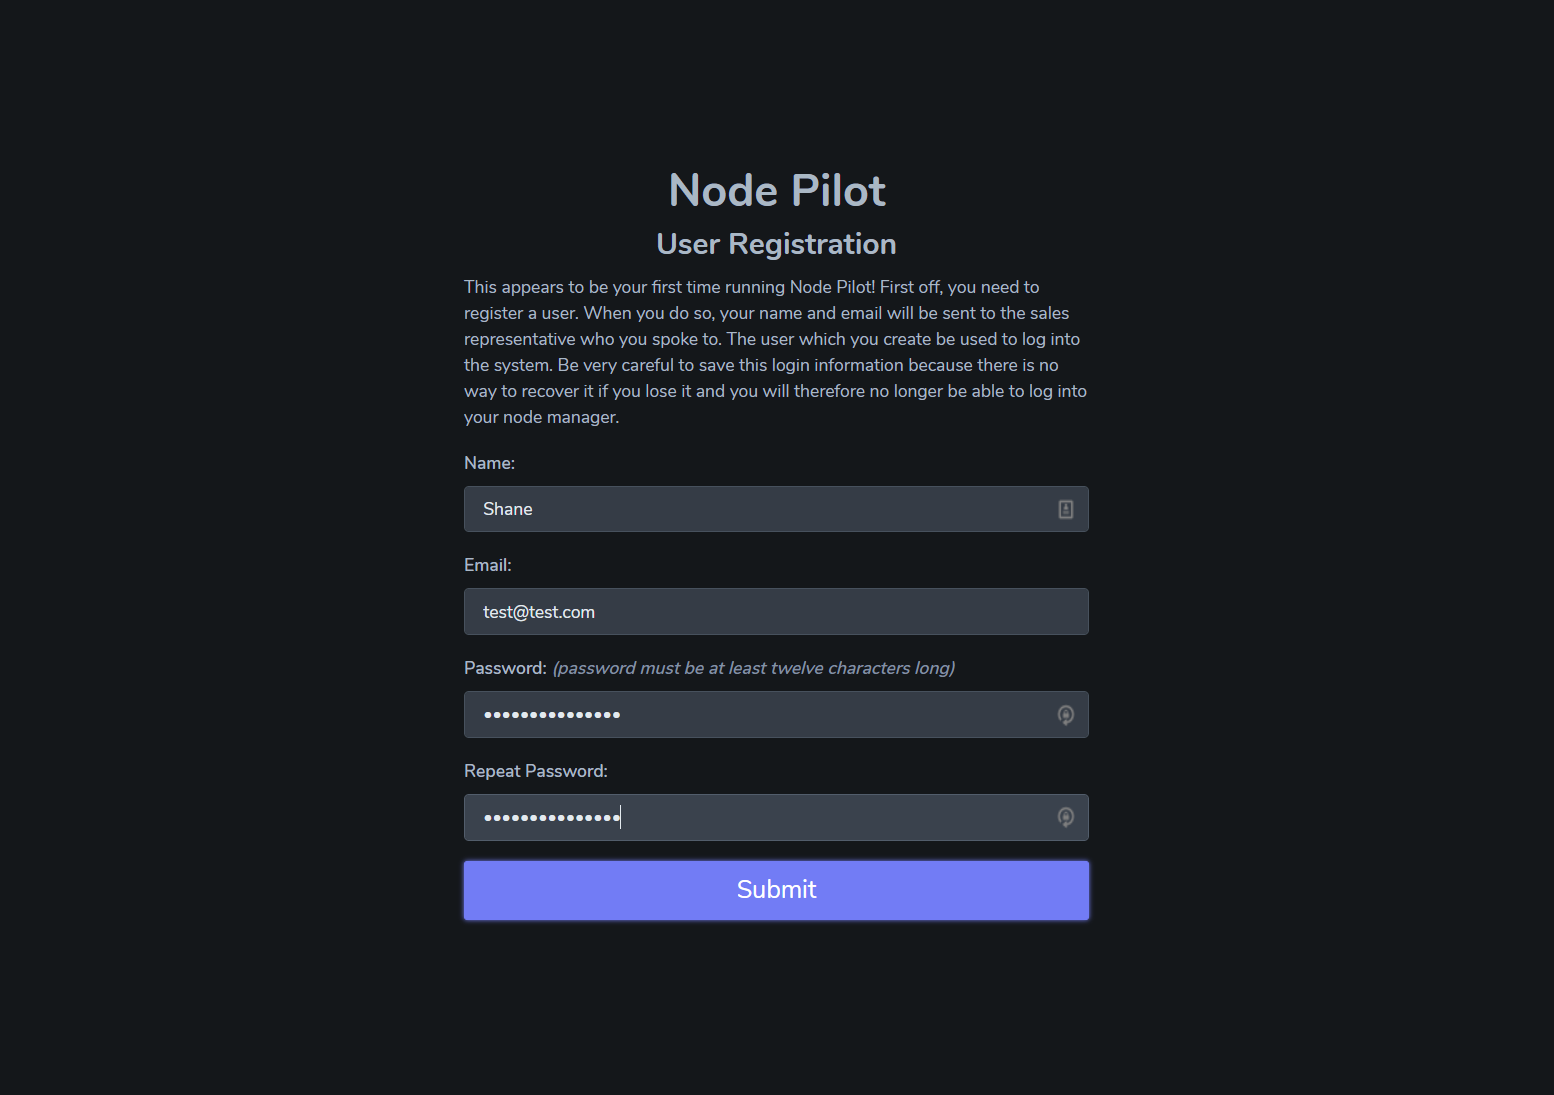 Node Pilot
User Registration
This appears to be your first time running Node Pilot! First off, you need to
register a user. When you do so, your name and email will be sent to the sales
representative who you spoke to. The user which you create be used to log into
the system. Be very careful to save this login information because there is no
way to recover it if you lose it and you will therefore no longer be able to log into
your node manager.
Name:
Shane
Email:
test@test.com
Password: (password must be at least twelve characters long)
•••••••••••••••
Repeat Password:
•••••••••••••••
Submit